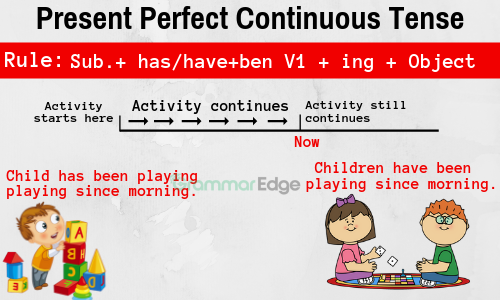 Present Perfect Continuous Tense
Rule: Sub.+ has/have+ben V1 + ing + Object
Activity
starts here
Activity continues
Activity still
continues
Now
Child has been playing
playing since morning.
GrammarEdge
Children have been
playing since morning.
A
B
C